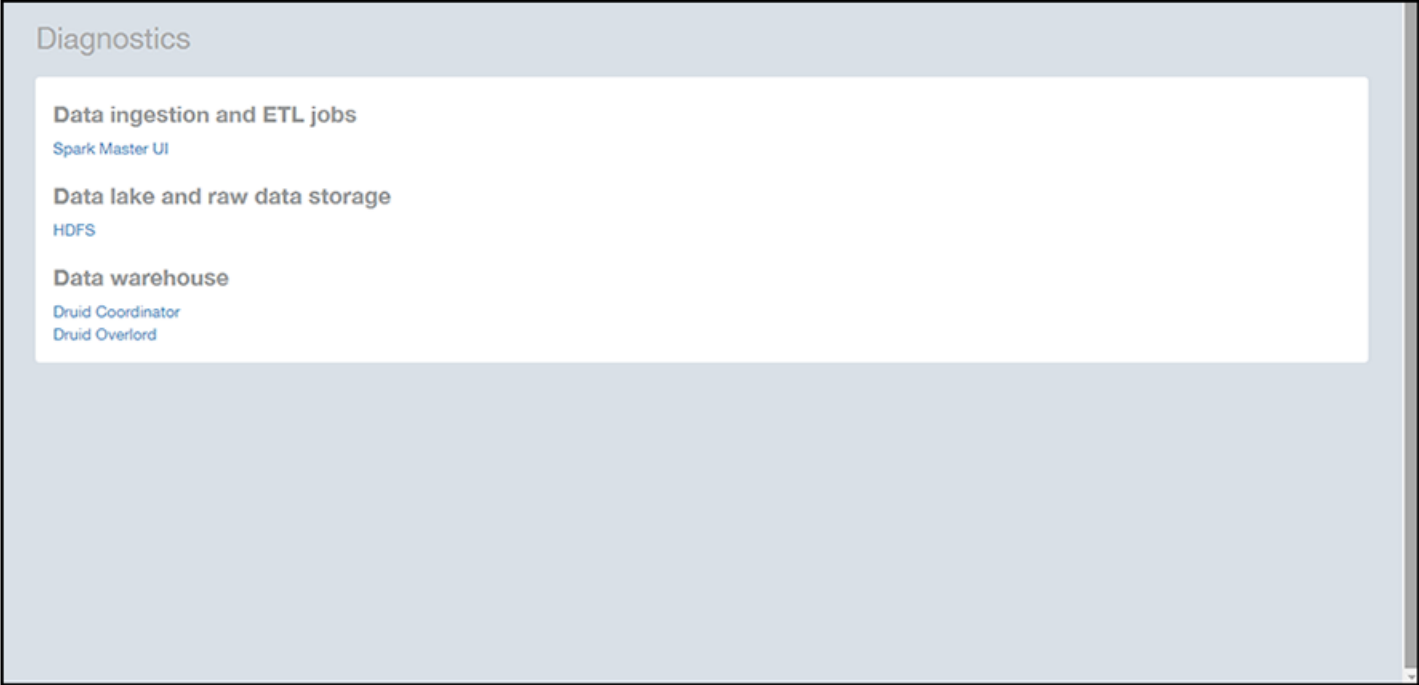 Diagnostics
Data ingestion and ETL jobs
Spark Master UI
Data lake and raw data storage
HDFS
Data warehouse
Druid Coordinator
Druid Overlord